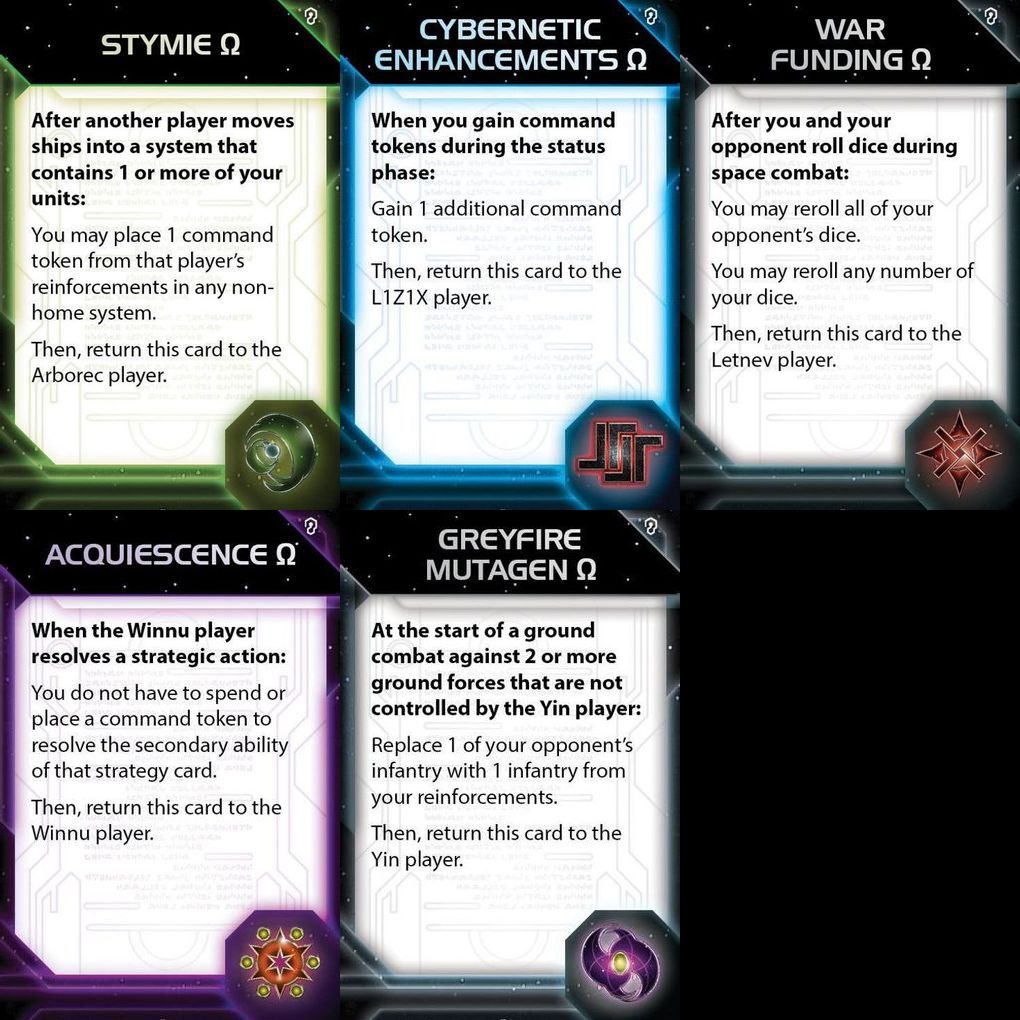 STYMIE Ω
After another player moves
ships into a system that
contains 1 or more of your
units:
You may place 1 command
token from that player's
reinforcements in any non-
home system.
Then, return this card to the
Arborec player.
CYBERNETIC
ENHANCEMENTS Ω
When you gain command
tokens during the status
phase:
Gain 1 additional command
token.
Then, return this card to the
L1Z1X player.
WAR
FUNDING Ω
After you and your
opponent roll dice during
space combat:
You may reroll all of your
opponent's dice.
You may reroll any number of
your dice.
Then, return this card to the
Letnev player.
ACQUIESCENCE Ω
When the Winnu player
resolves a strategic action:
You do not have to spend or
place a command token to
resolve the secondary ability
of that strategy card.
Then, return this card to the
Winnu player.
GREYFIRE
MUTAGEN Ω
At the start of a ground
combat against 2 or more
ground forces that are not
controlled by the Yin player:
Replace 1 of your opponent's
infantry with 1 infantry from
your reinforcements.
Then, return this card to the
Yin player.